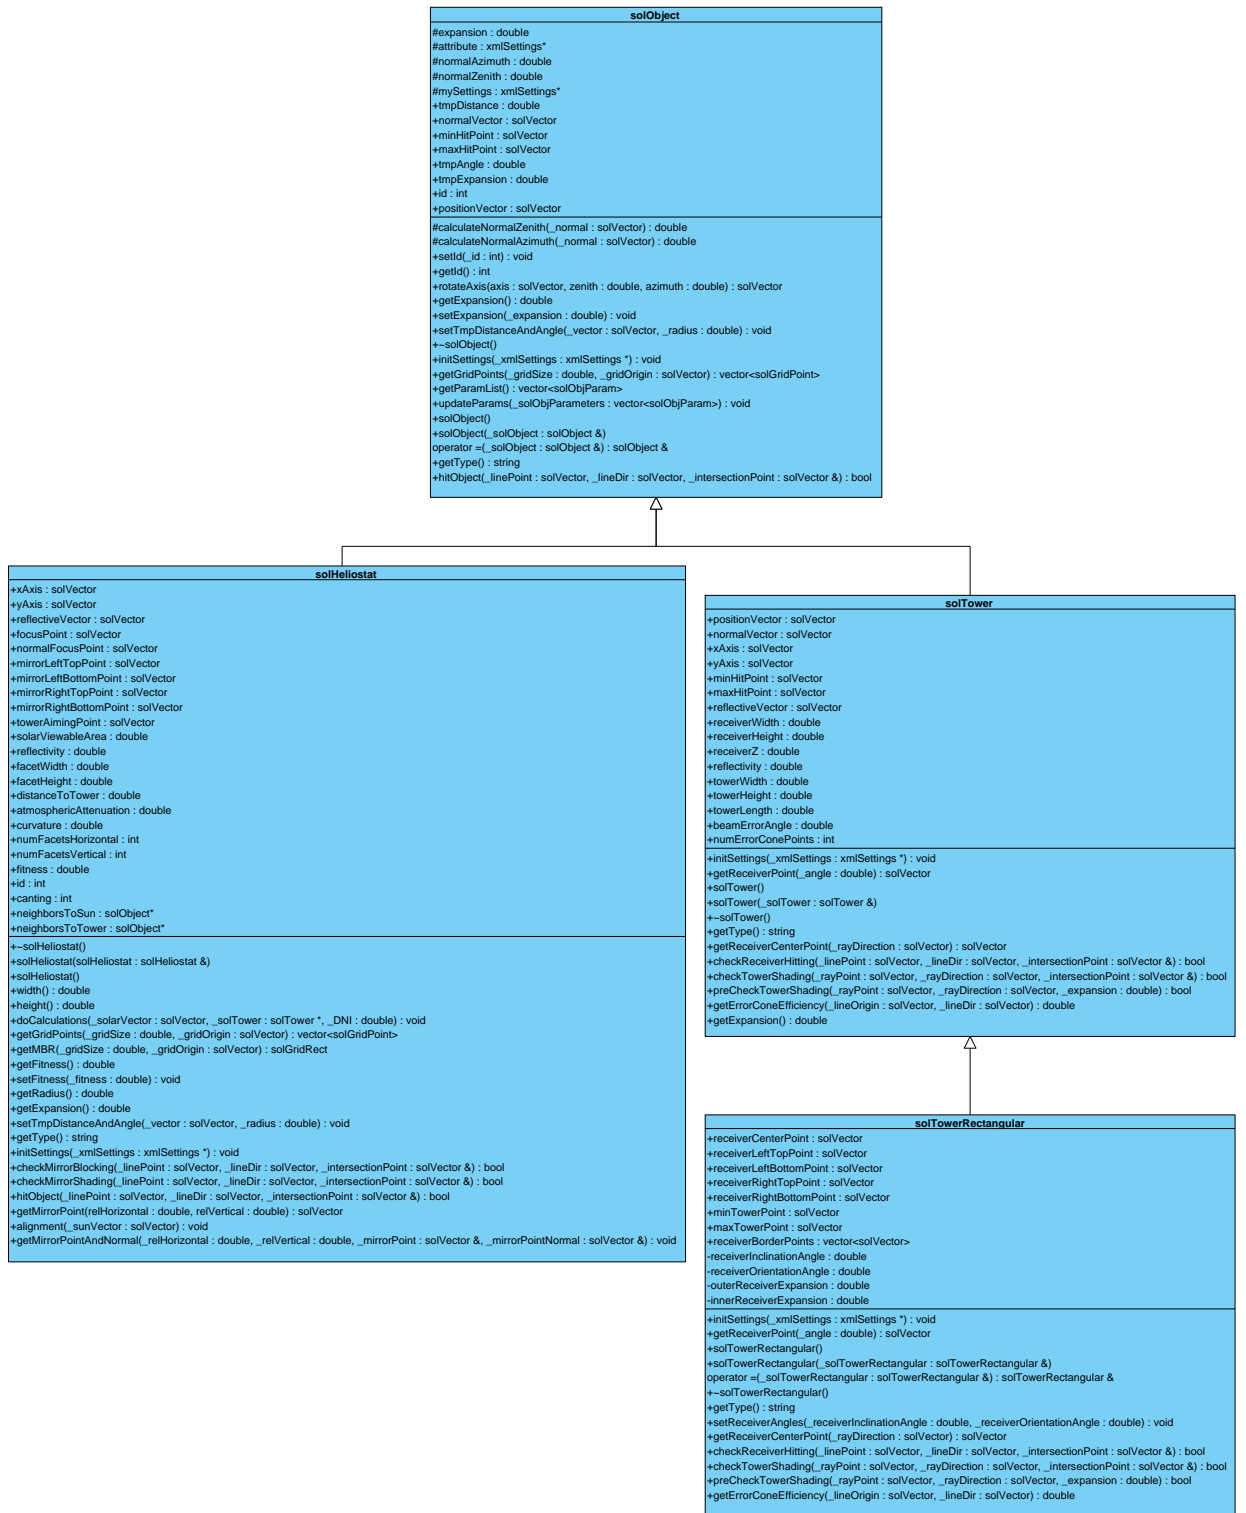 solObject
#expansion : double
#attribute : xmlSettings*
#normalAzimuth : double
#normalZenith : double
#mySettings : xmlSettings*
+tmpDistance : double
+normalVector : solVector
+minHitPoint : solVector
+maxHitPoint : solVector
+tmpAngle : double
+tmpExpansion : double
+id : int
+positionVector : solVector
#calculateNormalZenith(_normal : solVector) : double
#calculateNormalAzimuth(_normal : solVector) : double
+setId(_id : int) : void
+getId() : int
+rotateAxis(axis : solVector, zenith : double, azimuth : double) : solVector
+getExpansion() : double
+setExpansion(_expansion : double) : void
+setTmpDistanceAndAngle(_vector : solVector, _radius : double) : void
+~solObject()
+initSettings(_xmlSettings : xmlSettings *) : void
+getGridPoints(_gridSize : double, _gridOrigin : solVector) : vector<solGridPoint>
+getParamList() : vector<solObjParam>
+updateParams(_solObjParameters : vector<solObjParam>) : void
+solObject()
+solObject(_solObject : solObject &)
operator =(_solObject : solObject &) : solObject &
+getType() : string
+hitObject(_linePoint : solVector, _lineDir : solVector, _intersectionPoint : solVector &) : bool
solHeliostat
+xAxis : solVector
+yAxis : solVector
+reflectiveVector : solVector
+focusPoint : solVector
+normalFocusPoint : solVector
+mirrorLeftTopPoint : solVector
+mirrorLeftBottomPoint : solVector
+mirrorRightTopPoint : solVector
+mirrorRightBottomPoint : solVector
+towerAimingPoint : solVector
+solarViewableArea : double
+reflectivity : double
+facetWidth : double
+facetHeight : double
+distanceToTower : double
+atmosphericAttenuation : double
+curvature : double
+numFacetsHorizontal : int
+numFacetsVertical : int
+fitness : double
+id : int
+canting : int
+neighborsToSun : solObject*
+neighborsToTower : solObject*
+~solHeliostat()
+solHeliostat(solHeliostat : solHeliostat &)
+solHeliostat()
+width() : double
+height() : double
+doCalculations(_solarVector : solVector, _solTower : solTower *, _DNI : double) : void
+getGridPoints(_gridSize : double, _gridOrigin : solVector) : vector<solGridPoint>
+getMBR(_gridSize : double, _gridOrigin : solVector) : solGridRect
+getFitness() : double
+setFitness(_fitness : double) : void
+getRadius() : double
+getExpansion() : double
+setTmpDistanceAndAngle(_vector : solVector, _radius : double) : void
+getType() : string
+initSettings(_xmlSettings : xmlSettings *) : void
+checkMirrorBlocking(_linePoint : solVector, _lineDir : solVector, _intersectionPoint : solVector &) : bool
+checkMirrorShading(_linePoint : solVector, _lineDir : solVector, _intersectionPoint : solVector &) : bool
+hitObject(_linePoint : solVector, _lineDir : solVector, _intersectionPoint : solVector &) : bool
+getMirrorPoint(relHorizontal : double, relVertical : double) : solVector
+alignment(_sunVector : solVector) : void
+getMirrorPointAndNormal(_relHorizontal : double, _relVertical : double, _mirrorPoint : solVector &, _mirrorPointNormal : solVector &) : void
solTower
+positionVector : solVector
+normalVector : solVector
+xAxis : solVector
+yAxis : solVector
+minHitPoint : solVector
+maxHitPoint : solVector
+reflectiveVector : solVector
+receiverWidth : double
+receiverHeight : double
+receiverZ : double
+reflectivity : double
+towerWidth : double
+towerHeight : double
+towerLength : double
+beamErrorAngle : double
+numErrorConePoints : int
+initSettings(_xmlSettings : xmlSettings *) : void
+getReceiverPoint(_angle : double) : solVector
+solTower()
+solTower(_solTower : solTower &)
+~solTower()
+getType() : string
+getReceiverCenterPoint(_rayDirection : solVector) : solVector
+checkReceiverHitting(_linePoint : solVector, _lineDir : solVector, _intersectionPoint : solVector &) : bool
+checkTowerShading(_rayPoint : solVector, _rayDirection : solVector, _intersectionPoint : solVector &) : bool
+preCheckTowerShading(_rayPoint : solVector, _rayDirection : solVector, _expansion : double) : bool
+getErrorConeEfficiency(_lineOrigin : solVector, _lineDir : solVector) : double
+getExpansion() : double
solTowerRectangular
+receiverCenterPoint : solVector
+receiverLeftTopPoint : solVector
+receiverLeftBottomPoint : solVector
+receiverRightTopPoint : solVector
+receiverRightBottomPoint : solVector
+minTowerPoint : solVector
+maxTowerPoint : solVector
+receiverBorderPoints : vector<solVector>
-receiverInclinationAngle : double
-receiverOrientationAngle : double
-outerReceiverExpansion : double
-innerReceiverExpansion : double
+initSettings(_xmlSettings : xmlSettings *) : void
+getReceiverPoint(_angle : double) : solVector
+solTowerRectangular()
+solTowerRectangular(_solTowerRectangular : solTowerRectangular &)
operator =(_solTowerRectangular : solTowerRectangular &) : solTowerRectangular &
+~solTowerRectangular()
+getType() : string
+setReceiverAngles(_receiverInclinationAngle : double, _receiverOrientationAngle : double) : void
+getReceiverCenterPoint(_rayDirection : solVector) : solVector
+checkReceiverHitting(_linePoint : solVector, _lineDir : solVector, _intersectionPoint : solVector &) : bool
+checkTowerShading(_rayPoint : solVector, _rayDirection : solVector, _intersectionPoint : solVector &) : bool
+preCheckTowerShading(_rayPoint : solVector, _rayDirection : solVector, _expansion : double) : bool
+getErrorConeEfficiency(_lineOrigin : solVector, _lineDir : solVector) : double